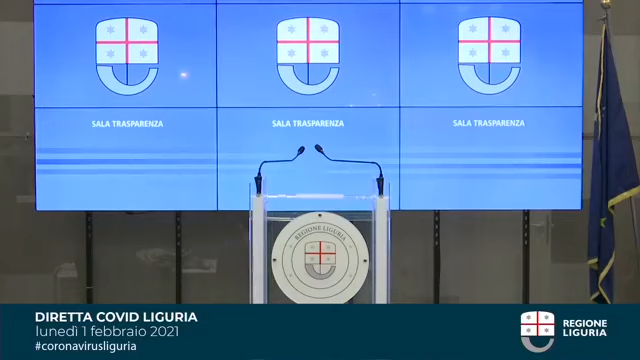 SALA TRASPARENZA
SALA TRASPARENZA
SALA TRASPARENZA
REGIONE LIGURIA
DIRETTA COVID LIGURIA
lunedì 1 febbraio 2021
#coronavirusliguria
REGIONE
LIGURIA